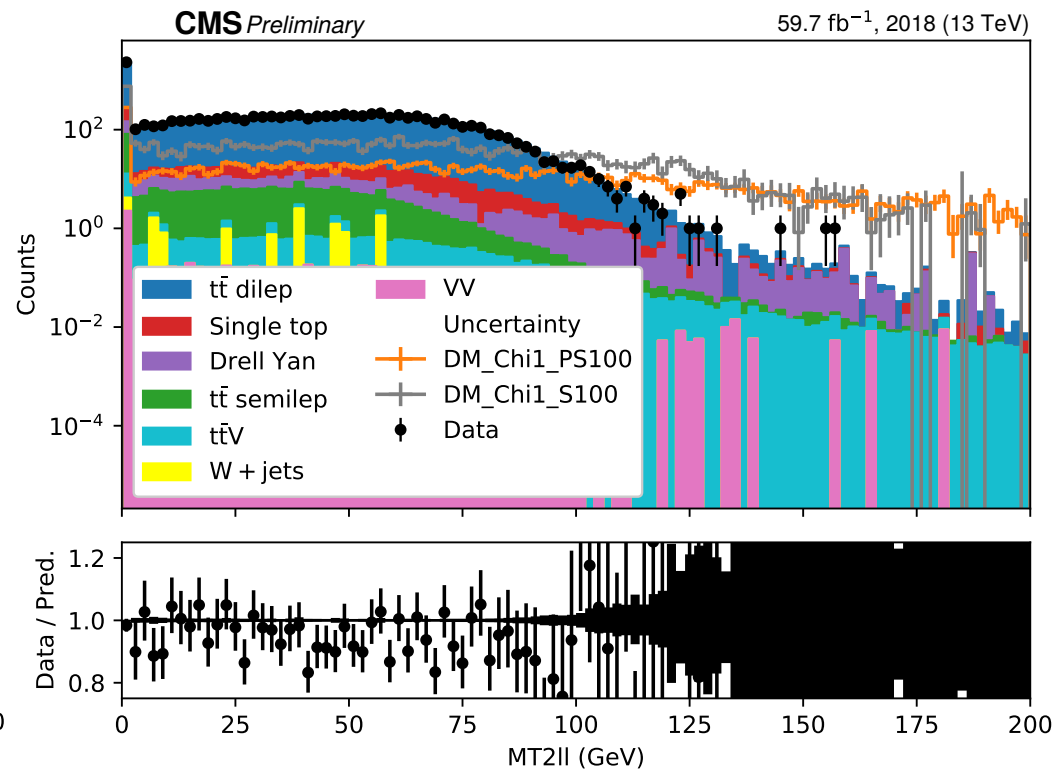 CMS Preliminary 59.7 fb⁻¹, 2018 (13 TeV)
10²
10⁰
10⁻²
10⁻⁴
Counts
tt̄ dilep
Single top
Drell Yan
tt̄ semilep
tt̄V
W + jets
VV
Uncertainty
DM_Chi1_PS100
DM_Chi1_S100
Data
1.2
1.0
0.8
Data / Pred.
0 0 25 50 75 100 125 150 175 200
MT2ll (GeV)